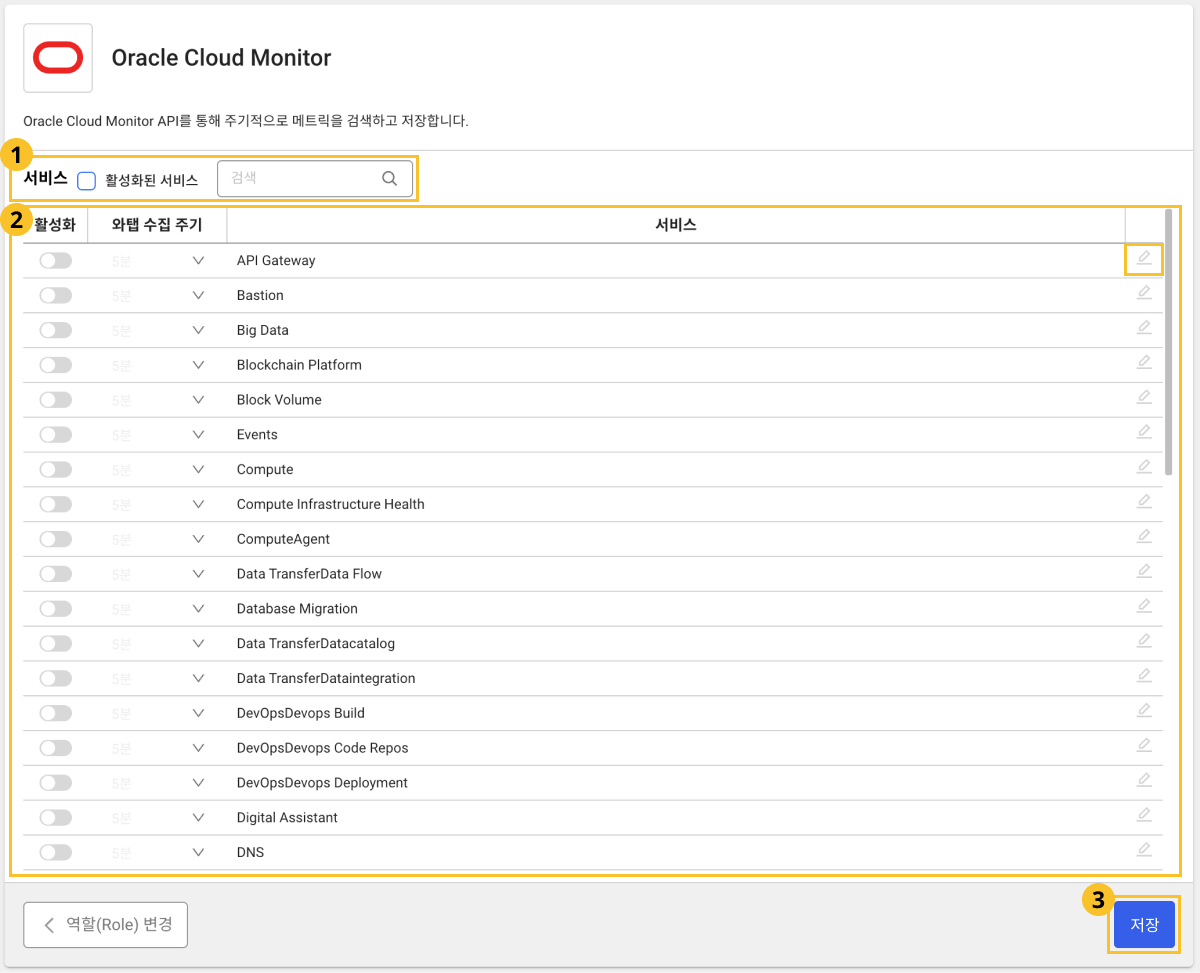 Oracle Cloud Monitor
Oracle Cloud Monitor API를 통해 주기적으로 메트릭을 검색하고 저장합니다.
1
서비스 활성화된 서비스 검색
2
활성화 와탭 수집 주기 서비스
5분 API Gateway
5분 Bastion
5분 Big Data
5분 Blockchain Platform
5분 Block Volume
5분 Events
5분 Compute
5분 Compute Infrastructure Health
5분 ComputeAgent
5분 Data TransferData Flow
5분 Database Migration
5분 Data TransferDatacatalog
5분 Data TransferDataintegration
5분 DevOpsDevops Build
5분 DevOpsDevops Code Repos
5분 DevOpsDevops Deployment
5분 Digital Assistant
5분 DNS
3
역할(Role) 변경 저장